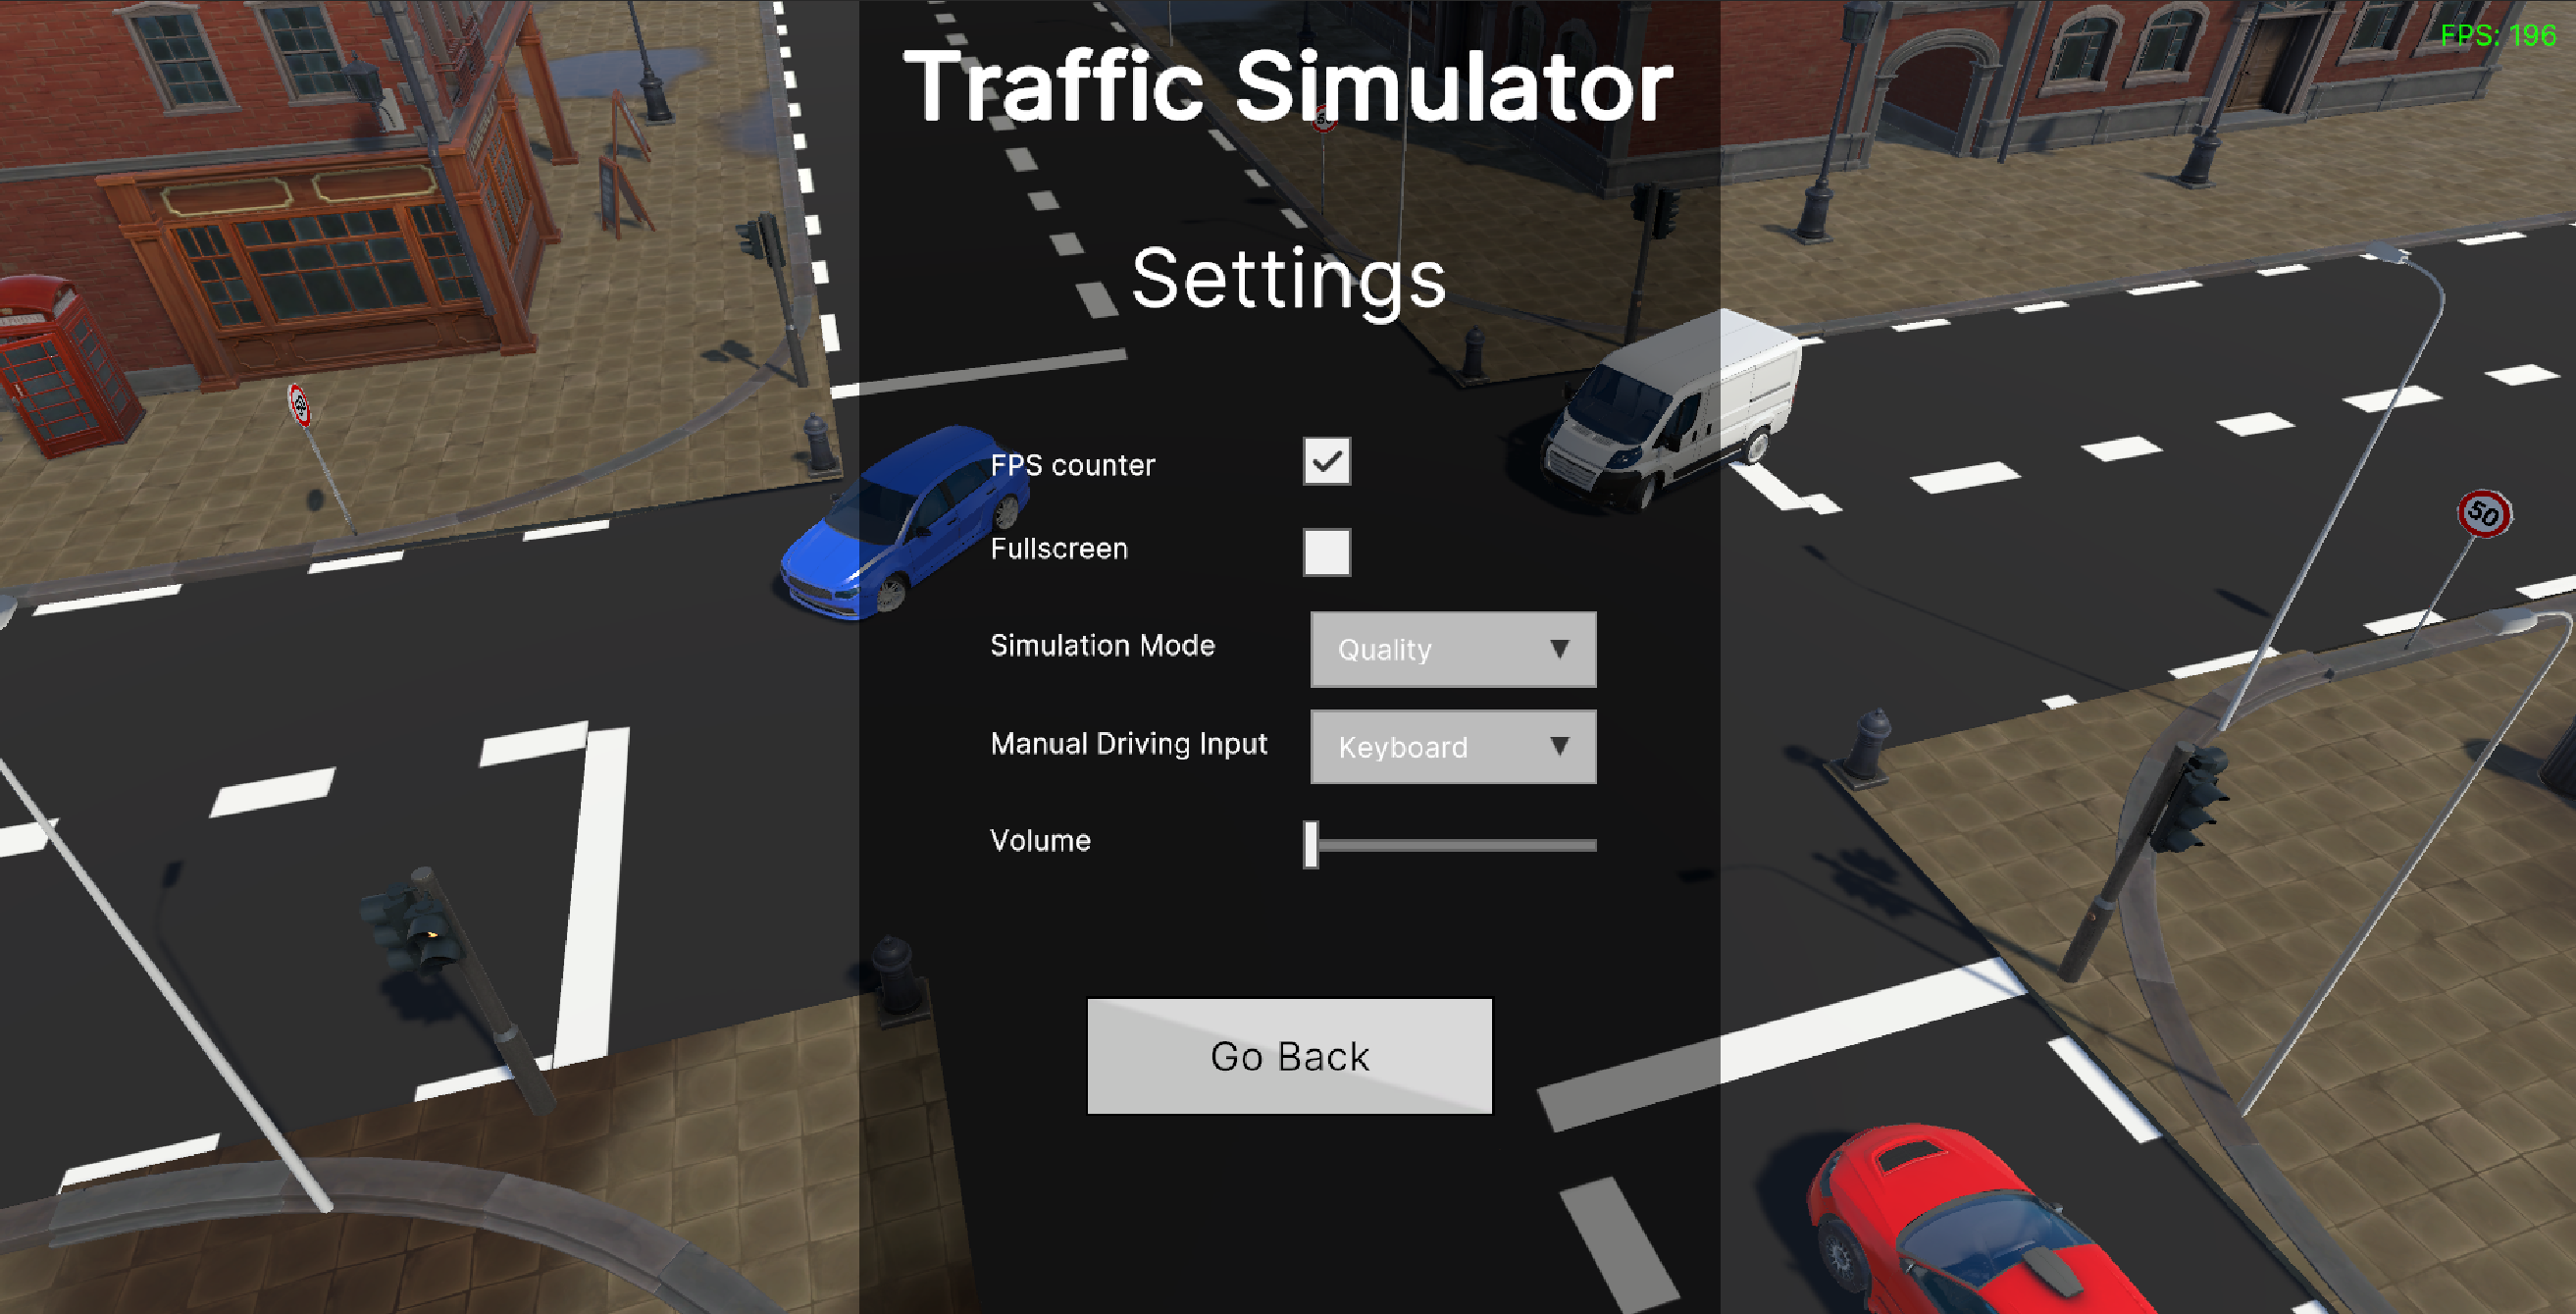 FPS: 196
Traffic Simulator
Settings
FPS counter
Fullscreen
Simulation Mode
Quality
Manual Driving Input
Keyboard
Volume
Go Back
50